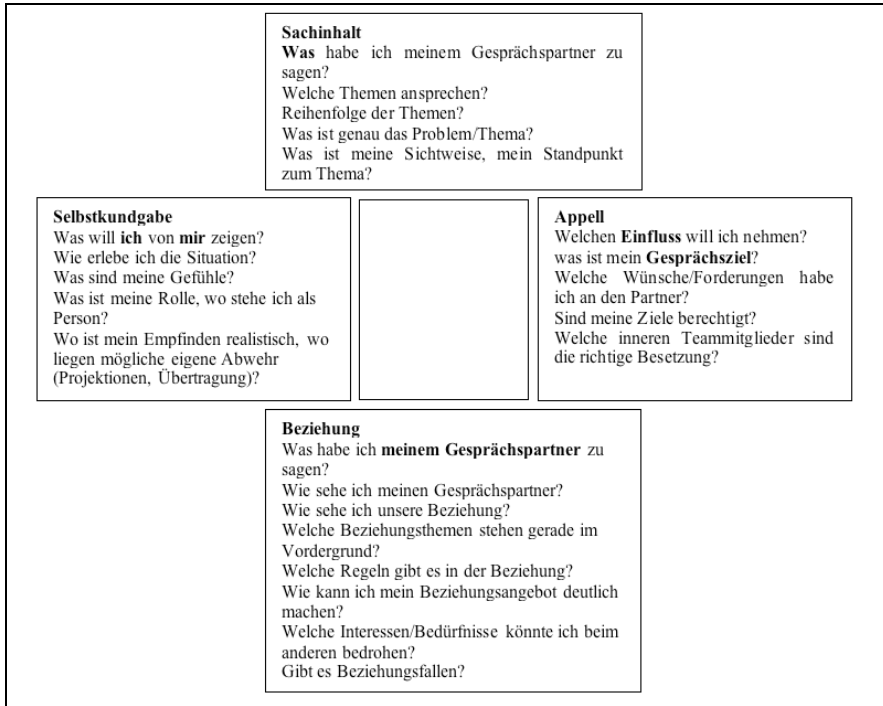 Sachinhalt
Was habe ich meinem Gesprächspartner zu
sagen?
Welche Themen ansprechen?
Reihenfolge der Themen?
Was ist genau das Problem/Thema?
Was ist meine Sichtweise, mein Standpunkt
zum Thema?
Selbstkundgabe
Was will ich von mir zeigen?
Wie erlebe ich die Situation?
Was sind meine Gefühle?
Was ist meine Rolle, wo stehe ich als
Person?
Wo ist mein Empfinden realistisch, wo
liegen mögliche eigene Abwehr
(Projektionen, Übertragung)?
Appell
Welchen Einfluss will ich nehmen?
was ist mein Gesprächsziel?
Welche Wünsche/Forderungen habe
ich an den Partner?
Sind meine Ziele berechtigt?
Welche inneren Teammitglieder sind
die richtige Besetzung?
Beziehung
Was habe ich meinem Gesprächspartner zu
sagen?
Wie sehe ich meinen Gesprächspartner?
Wie sehe ich unsere Beziehung?
Welche Beziehungsthemen stehen gerade im
Vordergrund?
Welche Regeln gibt es in der Beziehung?
Wie kann ich mein Beziehungsangebot deutlich
machen?
Welche Interessen/Bedürfnisse könnte ich beim
anderen bedrohen?
Gibt es Beziehungsfallen?